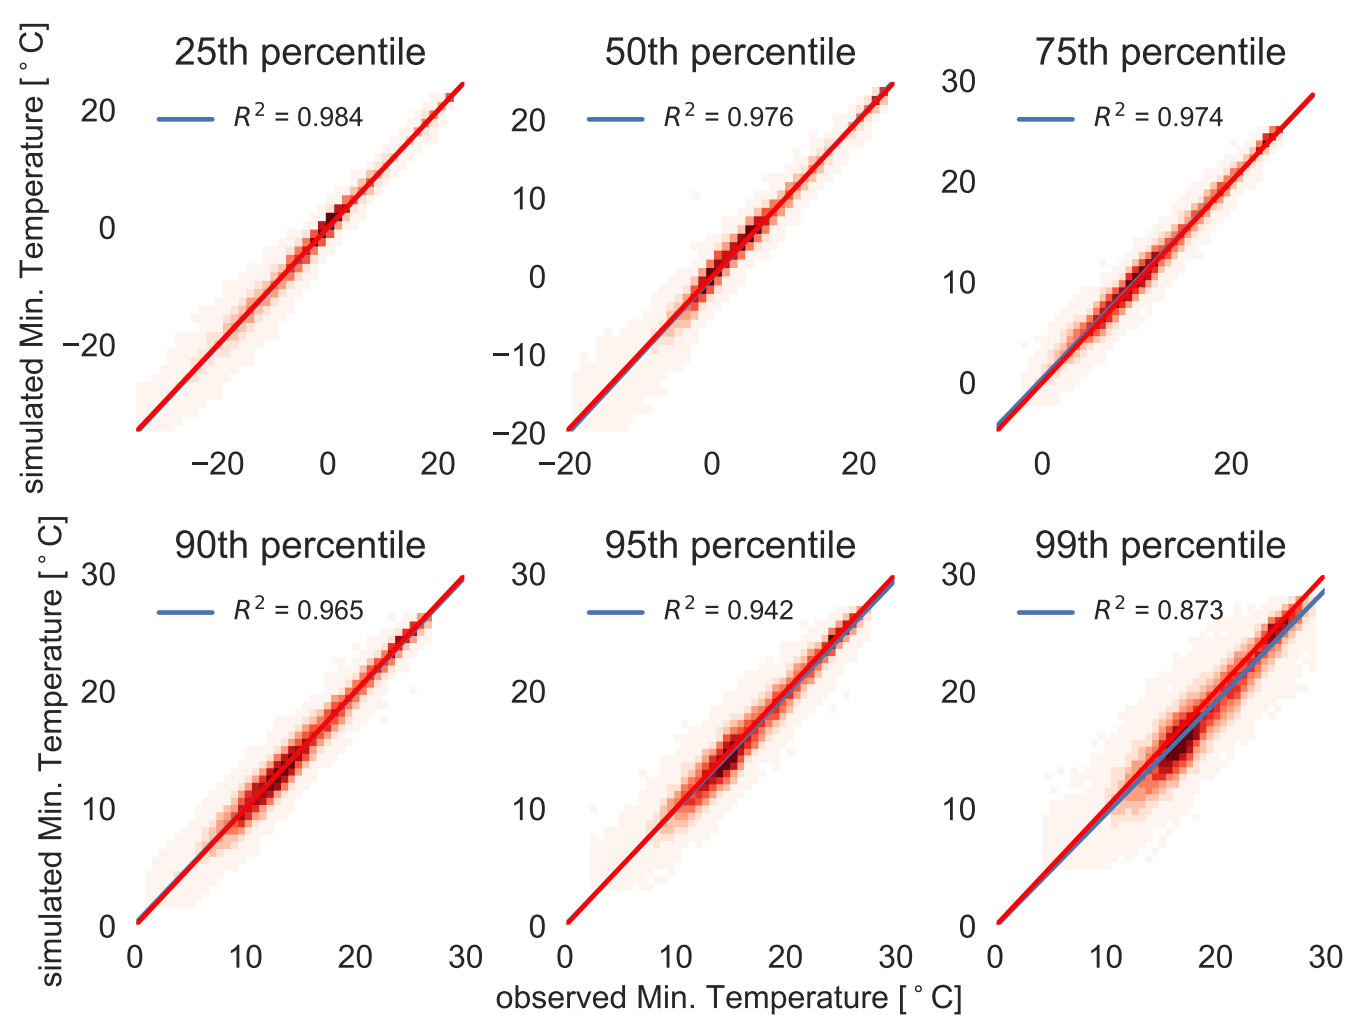 25th percentile
50th percentile
75th percentile
simulated Min. Temperature [°C]
R² = 0.984
R² = 0.976
R² = 0.974
20
0
−20
20
10
0
−10
−20
30
20
10
0
−20 0 20
−20 0 20
0 20
90th percentile
95th percentile
99th percentile
simulated Min. Temperature [°C]
R² = 0.965
R² = 0.942
R² = 0.873
30
20
10
0
30
20
10
0
30
20
10
0
0 10 20 30
0 10 20 30
0 10 20 30
observed Min. Temperature [°C]